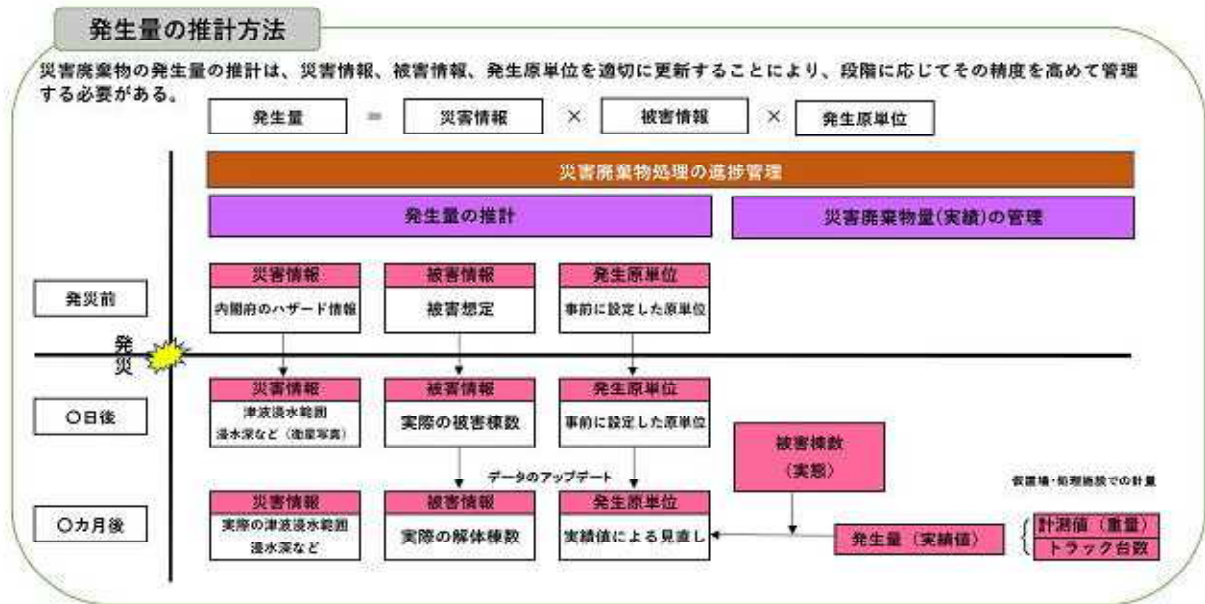 発生量の推計方法
災害廃棄物の発生量の推計は、災害情報、被害情報、発生原単位を適切に更新することにより、段階に応じてその精度を高めて管理
する必要がある。
発生量 = 災害情報 × 被害情報 × 発生原単位
災害廃棄物処理の進捗管理
発生量の推計
災害廃棄物量(実績)の管理
発災前
災害情報
内閣府のハザード情報
被害情報
被害想定
発生原単位
事前に設定した原単位
発
災
〇日後
災害情報
津波浸水範囲
浸水深など（衛星写真）
被害情報
実際の被害棟数
発生原単位
事前に設定した原単位
データのアップデート
被害棟数
（実態）
仮置場・処理施設での計量
〇カ月後
災害情報
実際の津波浸水範囲
浸水深など
被害情報
実際の解体棟数
発生原単位
実績値による見直し
発生量（実績値）
計測値（重量）
トラック台数